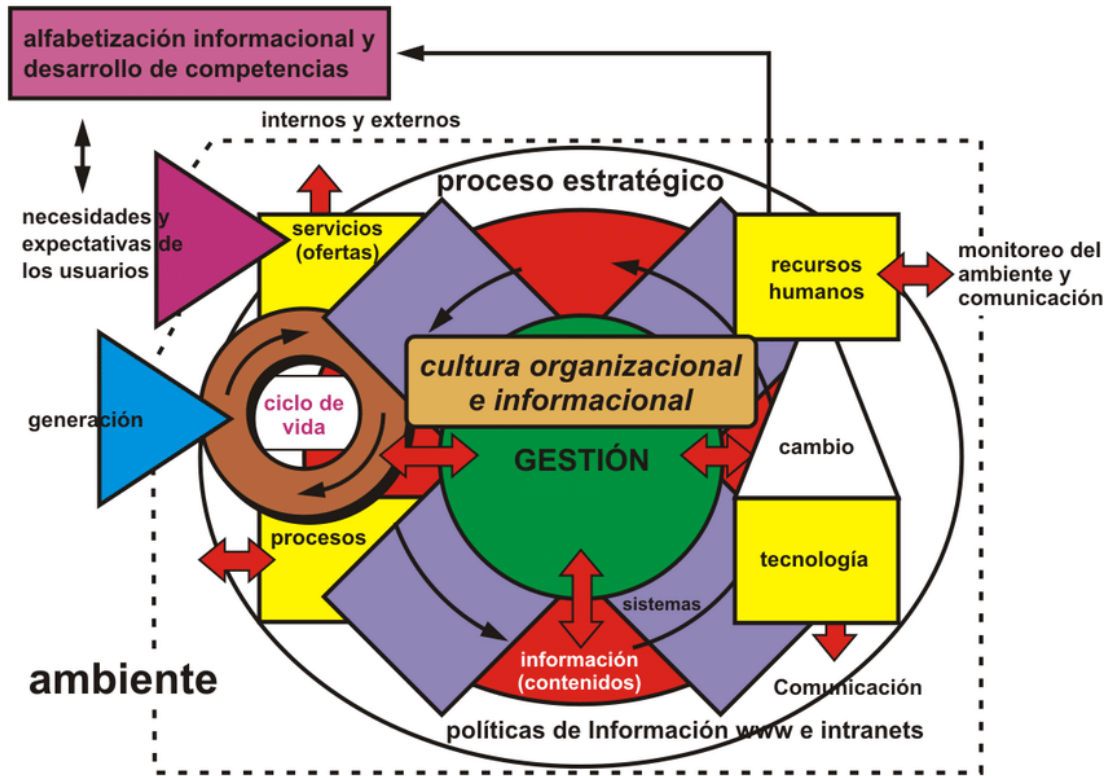 alfabetización informacional y
desarrollo de competencias
internos y externos
proceso estratégico
necesidades y
expectativas de
los usuarios
servicios
(ofertas)
recursos
humanos
monitoreo del
ambiente y
comunicación
cultura organizacional
e informacional
generación
ciclo de
vida
GESTIÓN
cambio
procesos
tecnología
sistemas
información
(contenidos)
ambiente
Comunicación
políticas de Información www e intranets